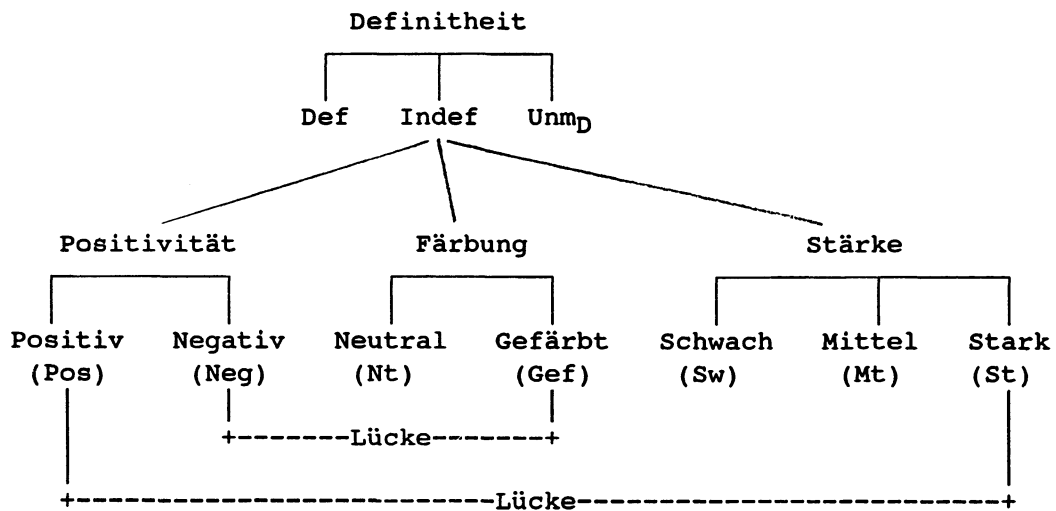 Definitheit
Def Indef Unm_D
Positivität Färbung Stärke
Positiv Negativ Neutral Gefärbt Schwach Mittel Stark
(Pos) (Neg) (Nt) (Gef) (Sw) (Mt) (St)
+-------Lücke-------+
+-------------------------Lücke-------------------------+